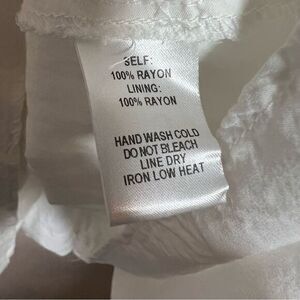 SELF:
100% RAYON
LINING:
100% RAYON
HAND WASH COLD
DO NOT BLEACH
LINE DRY
IRON LOW HEAT